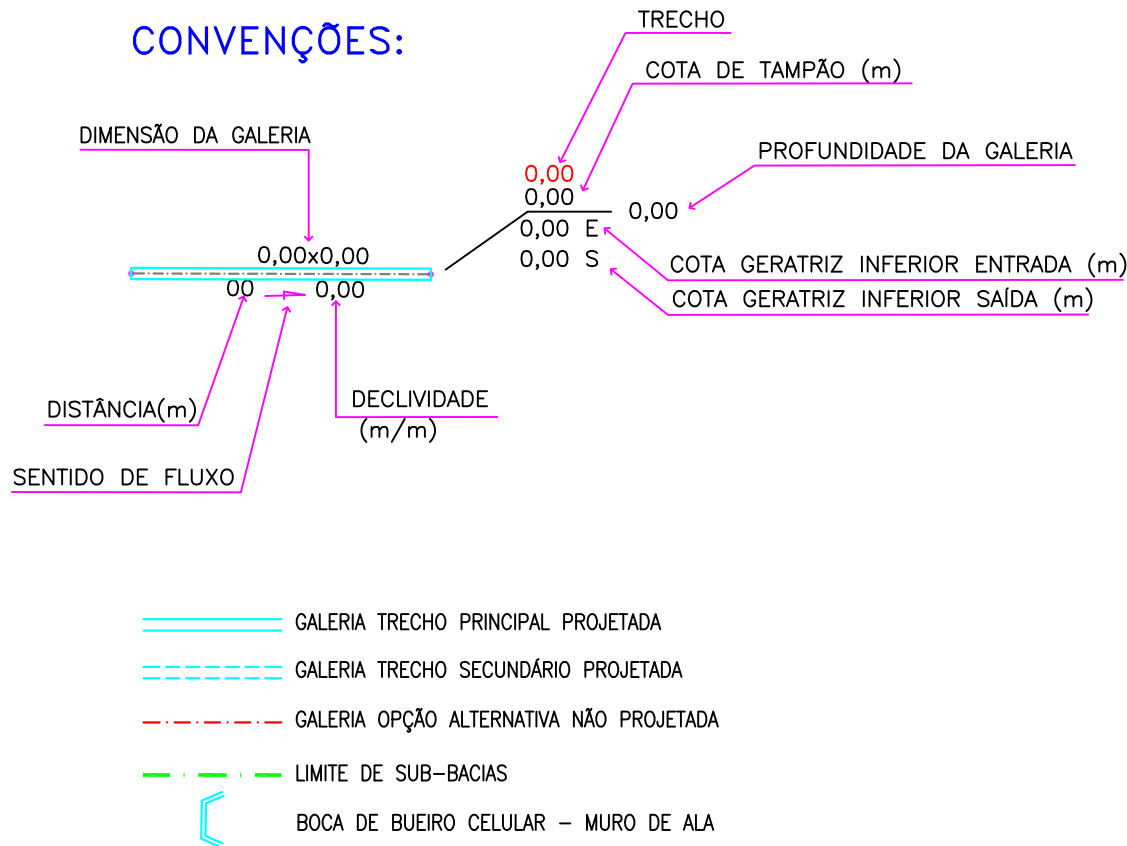 CONVENÇÕES:
TRECHO
COTA DE TAMPÃO (m)
DIMENSÃO DA GALERIA
PROFUNDIDADE DA GALERIA
0,00
0,00
0,00
0,00 E
0,00x0,00
0,00 S
COTA GERATRIZ INFERIOR ENTRADA (m)
00
0,00
COTA GERATRIZ INFERIOR SAÍDA (m)
DISTÂNCIA(m)
DECLIVIDADE
(m/m)
SENTIDO DE FLUXO
GALERIA TRECHO PRINCIPAL PROJETADA
GALERIA TRECHO SECUNDÁRIO PROJETADA
GALERIA OPÇÃO ALTERNATIVA NÃO PROJETADA
LIMITE DE SUB-BACIAS
BOCA DE BUEIRO CELULAR - MURO DE ALA